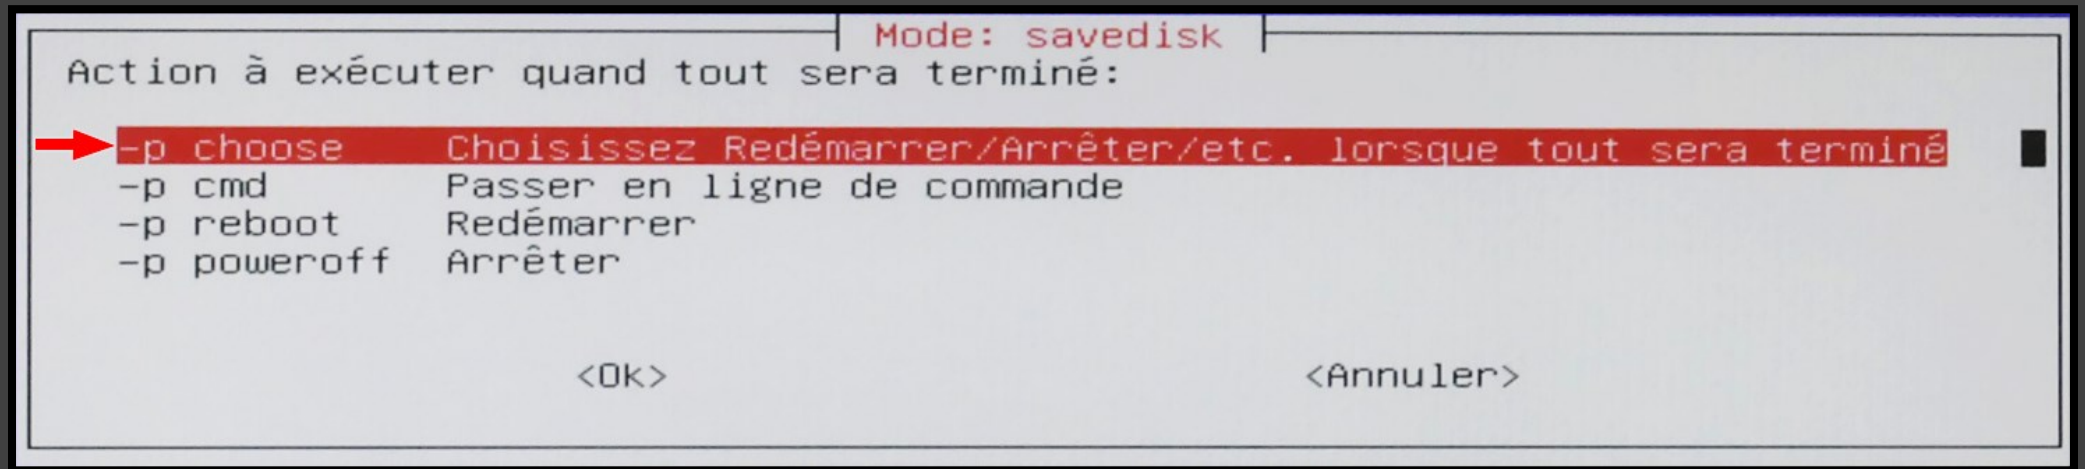 Mode: savedisk
Action à exécuter quand tout sera terminé:
-p choose Choisissez Redémarrer/Arrêter/etc. lorsque tout sera terminé
-p cmd Passer en ligne de commande
-p reboot Redémarrer
-p poweroff Arrêter
<Ok> <Annuler>